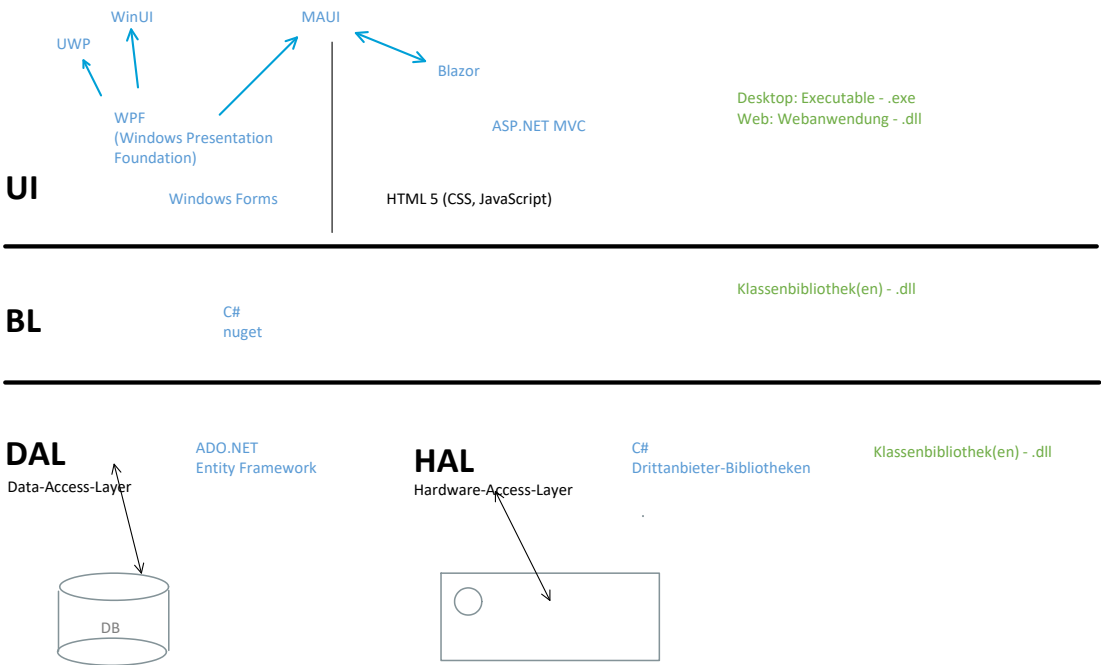 WinUI
MAUI
UWP
Blazor
WPF
(Windows Presentation
Foundation)
ASP.NET MVC
Desktop: Executable - .exe
Web: Webanwendung - .dll
UI
Windows Forms
HTML 5 (CSS, JavaScript)
Klassenbibliothek(en) - .dll
BL
C#
nuget
DAL
Data-Access-Layer
ADO.NET
Entity Framework
HAL
Hardware-Access-Layer
C#
Drittanbieter-Bibliotheken
Klassenbibliothek(en) - .dll
.
DB